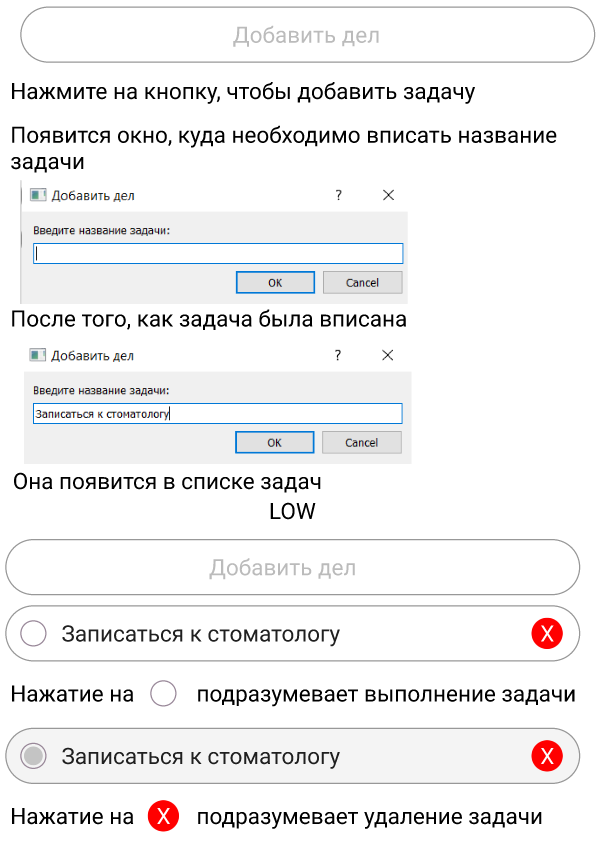 Добавить дел
Нажмите на кнопку, чтобы добавить задачу
Появится окно, куда необходимо вписать название
задачи
Добавить дел ? ×
Введите название задачи:
OK Cancel
После того, как задача была вписана
Добавить дел ? ×
Введите название задачи:
Записаться к стоматологу
OK Cancel
Она появится в списке задач
LOW
Добавить дел
Записаться к стоматологу X
Нажатие на подразумевает выполнение задачи
Записаться к стоматологу X
Нажатие на X подразумевает удаление задачи